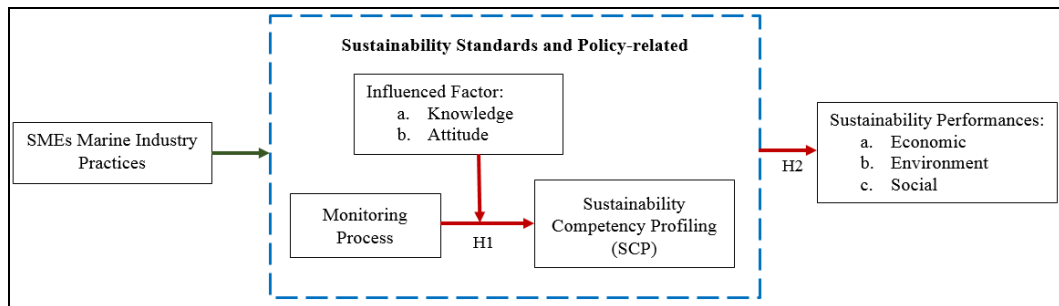 Sustainability Standards and Policy-related
Influenced Factor:
a. Knowledge
b. Attitude
SMEs Marine Industry
Practices
Monitoring
Process
H1
Sustainability
Competency Profiling
(SCP)
H2
Sustainability Performances:
a. Economic
b. Environment
c. Social